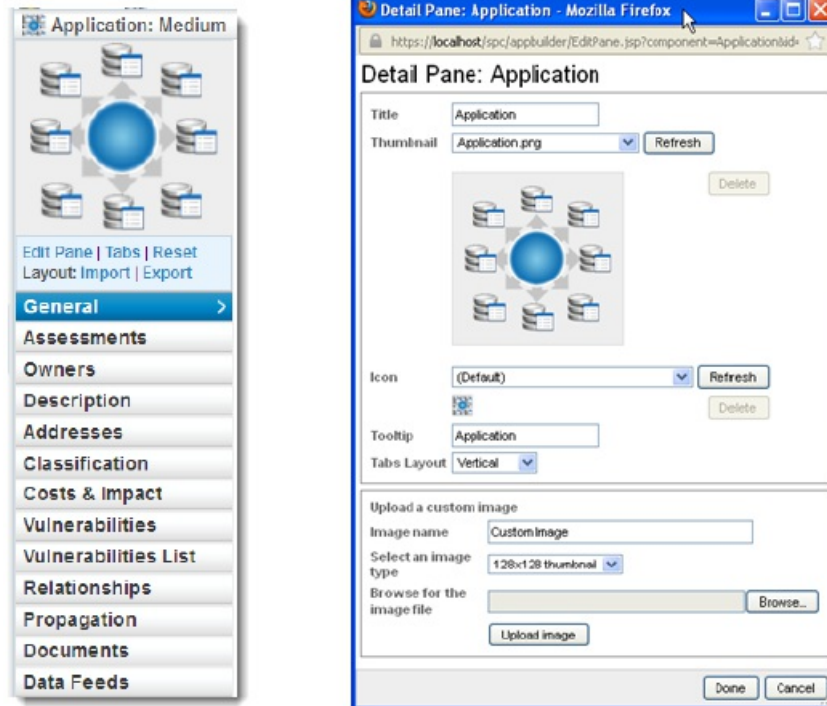 Application: Medium
Edit Pane | Tabs | Reset
Layout: Import | Export
General >
Assessments
Owners
Description
Addresses
Classification
Costs & Impact
Vulnerabilities
Vulnerabilities List
Relationships
Propagation
Documents
Data Feeds
Detail Pane: Application - Mozilla Firefox
https://localhost/spc/appbuilder/EditPane.jsp?component=Application&id=
Detail Pane: Application
Title Application
Thumbnail Application.png Refresh
Delete
Icon (Default) Refresh
Delete
Tooltip Application
Tabs Layout Vertical
Upload a custom image
Image name CustomImage
Select an image
type 128x128 thumbnail
Browse for the
image file Browse...
Upload image
Done Cancel